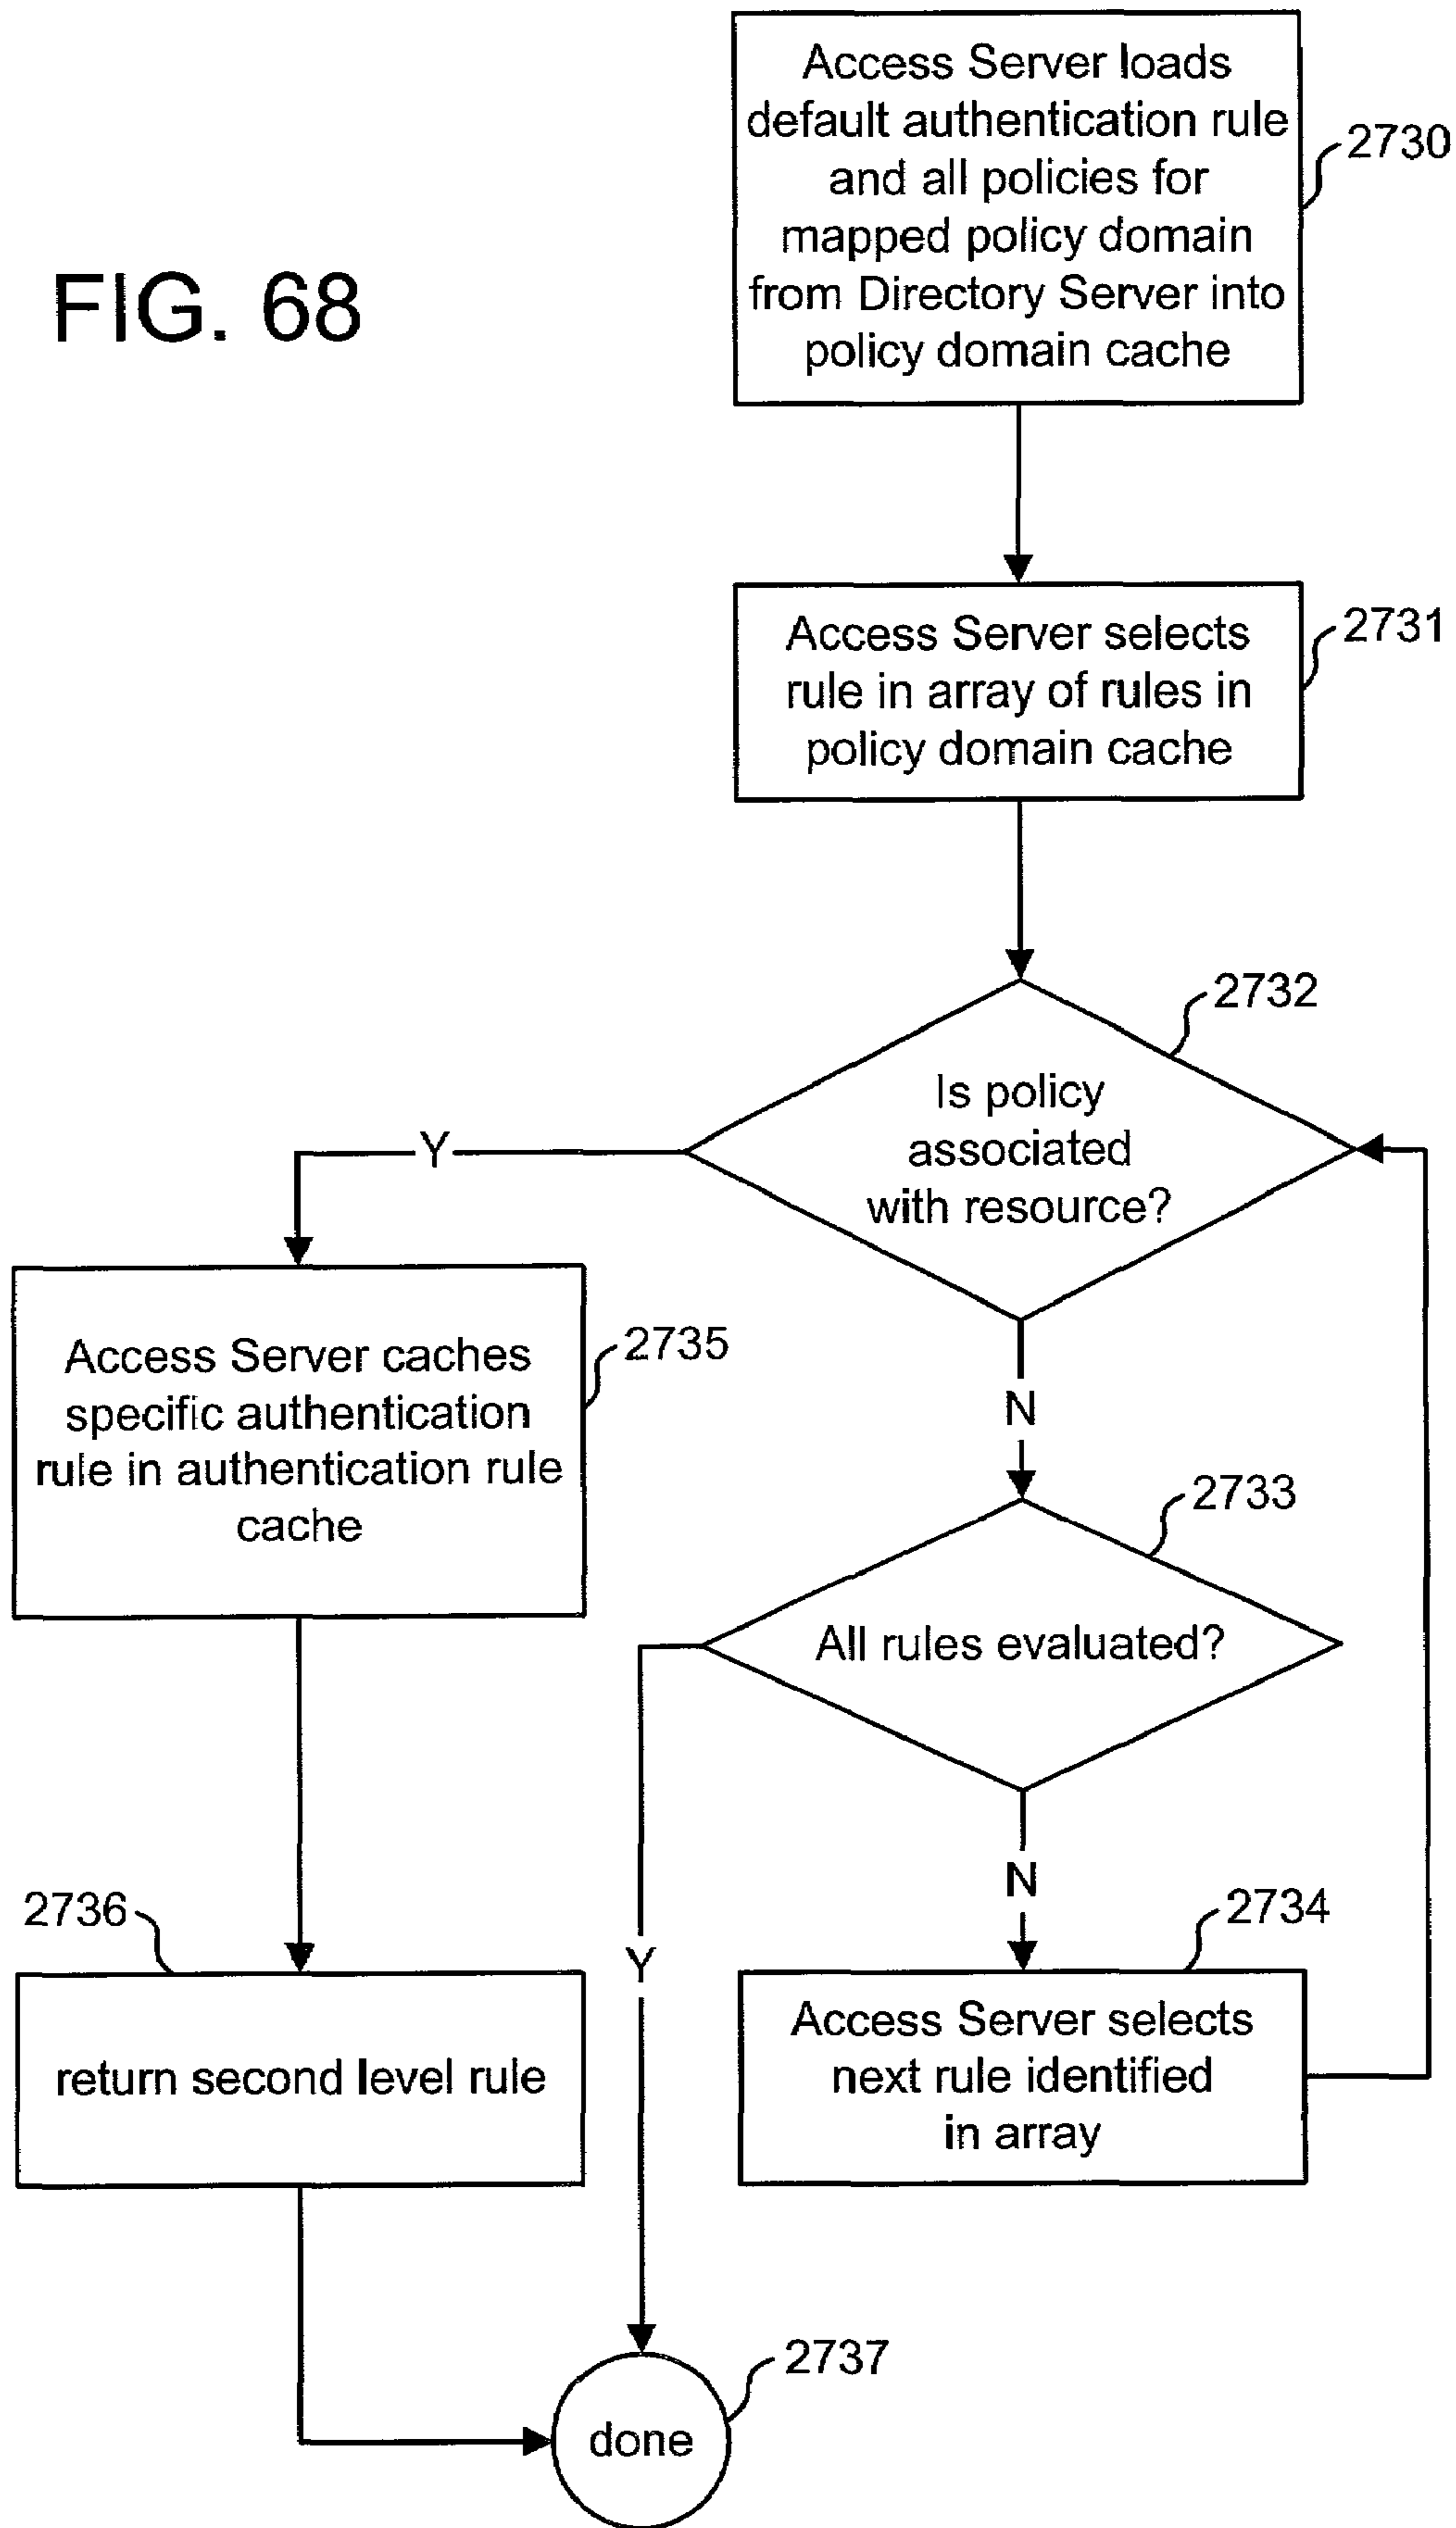 FIG. 68
Access Server loads
default authentication rule
and all policies for
mapped policy domain
from Directory Server into
policy domain cache
2730
Access Server selects
rule in array of rules in
policy domain cache
2731
Is policy
associated
with resource?
2732
Y
N
Access Server caches
specific authentication
rule in authentication rule
cache
2735
All rules evaluated?
2733
Y
N
return second level rule
2736
Access Server selects
next rule identified
in array
2734
done
2737